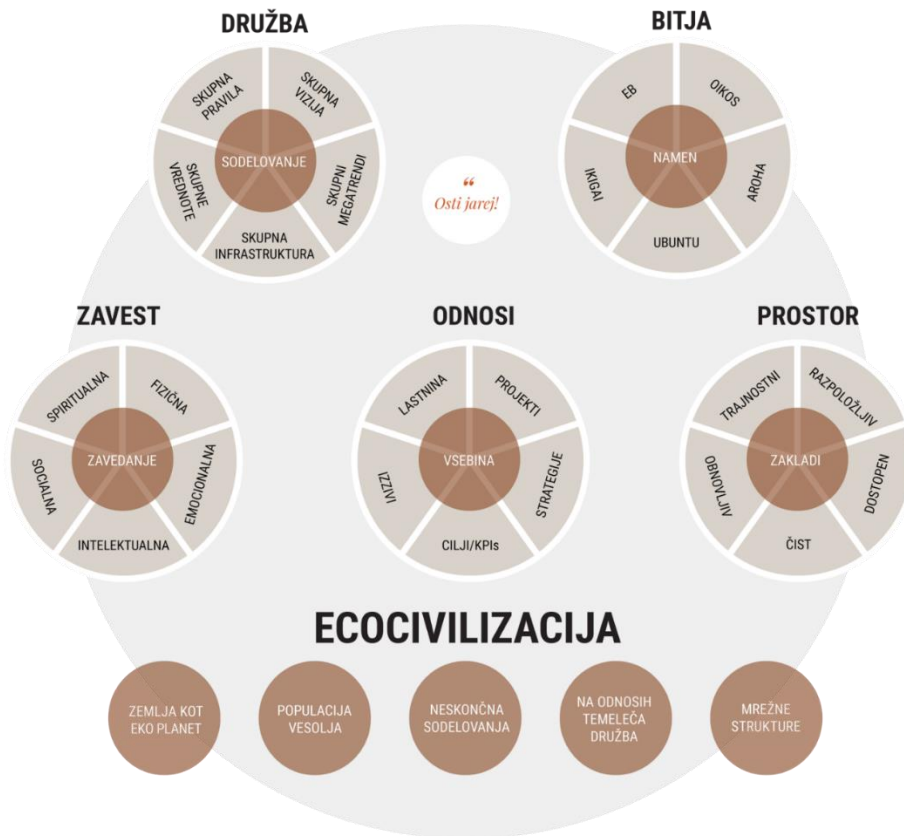 DRUŽBA
SKUPNA
PRAVILA
SKUPNA
VIZIJA
SKUPNI
MEGATRENDI
SKUPNA
INFRASTRUKTURA
SKUPNE
VREDNOTE
SODELOVANJE
BITJA
EB
OIKOS
AROHA
UBUNTU
IKIGAI
NAMEN
“
Osti jarej!
ZAVEST
SPIRITUALNA
FIZIČNA
EMOCIONALNA
INTELEKTUALNA
SOCIALNA
ZAVEDANJE
ODNOSI
LASTNINA
PROJEKTI
STRATEGIJE
CILJI/KPIs
IZZIVI
VSEBINA
PROSTOR
TRAJNOSTNI
RAZPOLOŽLJIV
DOSTOPEN
ČIST
OBNOVLJIV
ZAKLADI
ECOCIVILIZACIJA
ZEMLJA KOT
EKO PLANET
POPULACIJA
VESOLJA
NESKONČNA
SODELOVANJA
NA ODNOSIH
TEMELEČA
DRUŽBA
MREŽNE
STRUKTURE